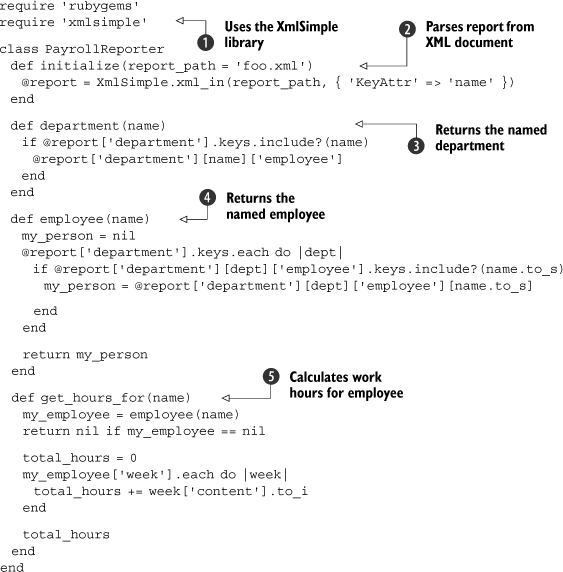 require 'rubygems'
require 'xmlsimple'
1 Uses the XmlSimple
library
2 Parses report from
XML document
class PayrollReporter
def initialize(report_path = 'foo.xml')
@report = XmlSimple.xml_in(report_path, { 'KeyAttr' => 'name' })
end
def department(name)
if @report['department'].keys.include?(name)
@report['department'][name]['employee']
end
end
3 Returns the named
department
4 Returns the
named employee
def employee(name)
my_person = nil
@report['department'].keys.each do |dept|
if @report['department'][dept]['employee'].keys.include?(name.to_s)
my_person = @report['department'][dept]['employee'][name.to_s]
end
end
return my_person
end
5 Calculates work
hours for employee
def get_hours_for(name)
my_employee = employee(name)
return nil if my_employee == nil
total_hours = 0
my_employee['week'].each do |week|
total_hours += week['content'].to_i
end
total_hours
end
end